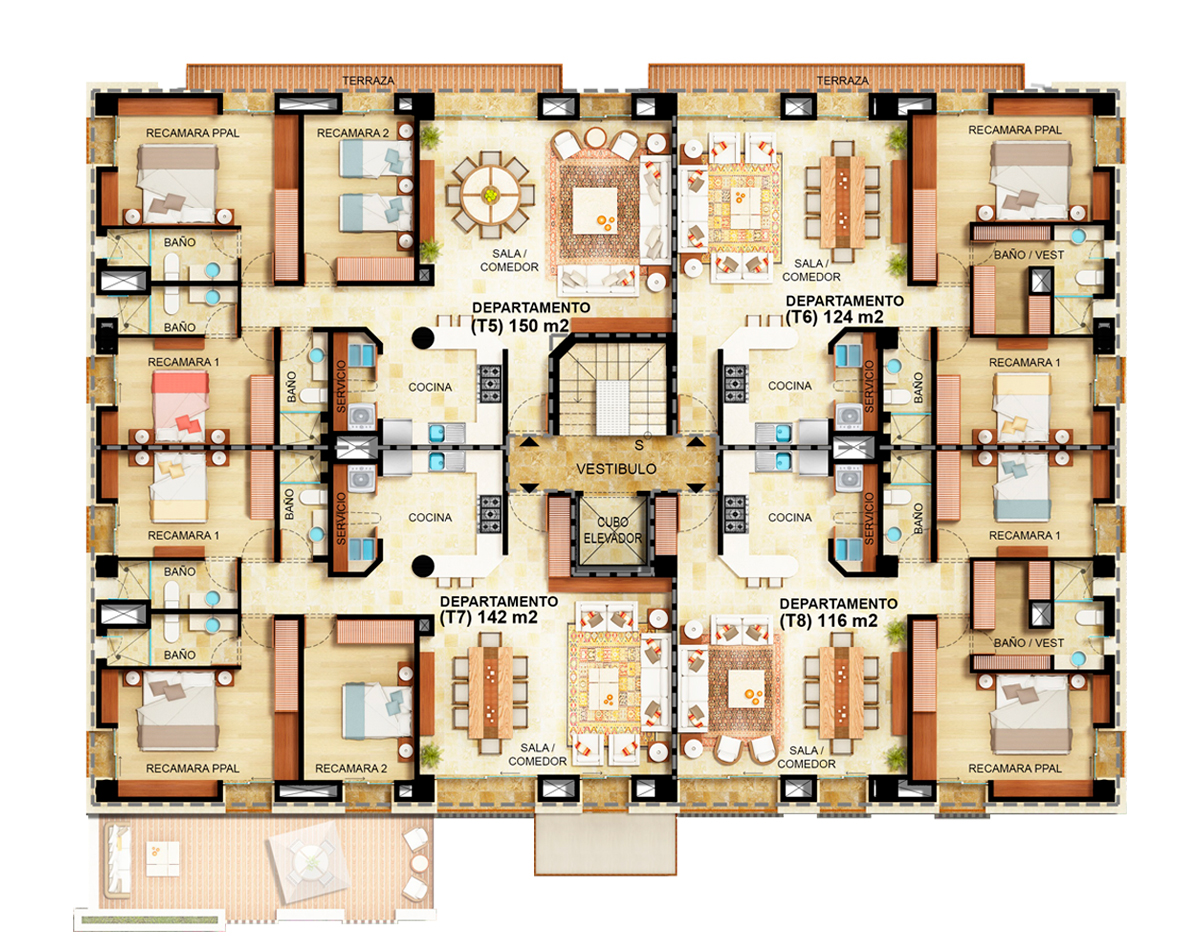 TERRAZA
TERRAZA
RECAMARA PPAL
RECAMARA 2
RECAMARA PPAL
BAÑO
SALA /
COMEDOR
SALA /
COMEDOR
BAÑO / VEST
DEPARTAMENTO
(T5) 150 m2
DEPARTAMENTO
(T6) 124 m2
BAÑO
RECAMARA 1
BAÑO
SERVICIO
COCINA
COCINA
SERVICIO
BAÑO
RECAMARA 1
S
VESTIBULO
RECAMARA 1
BAÑO
SERVICIO
COCINA
CUBO
ELEVADOR
COCINA
SERVICIO
BAÑO
RECAMARA 1
BAÑO
DEPARTAMENTO
(T7) 142 m2
DEPARTAMENTO
(T8) 116 m2
BAÑO
BAÑO / VEST
SALA /
COMEDOR
SALA /
COMEDOR
RECAMARA PPAL
RECAMARA 2
RECAMARA PPAL